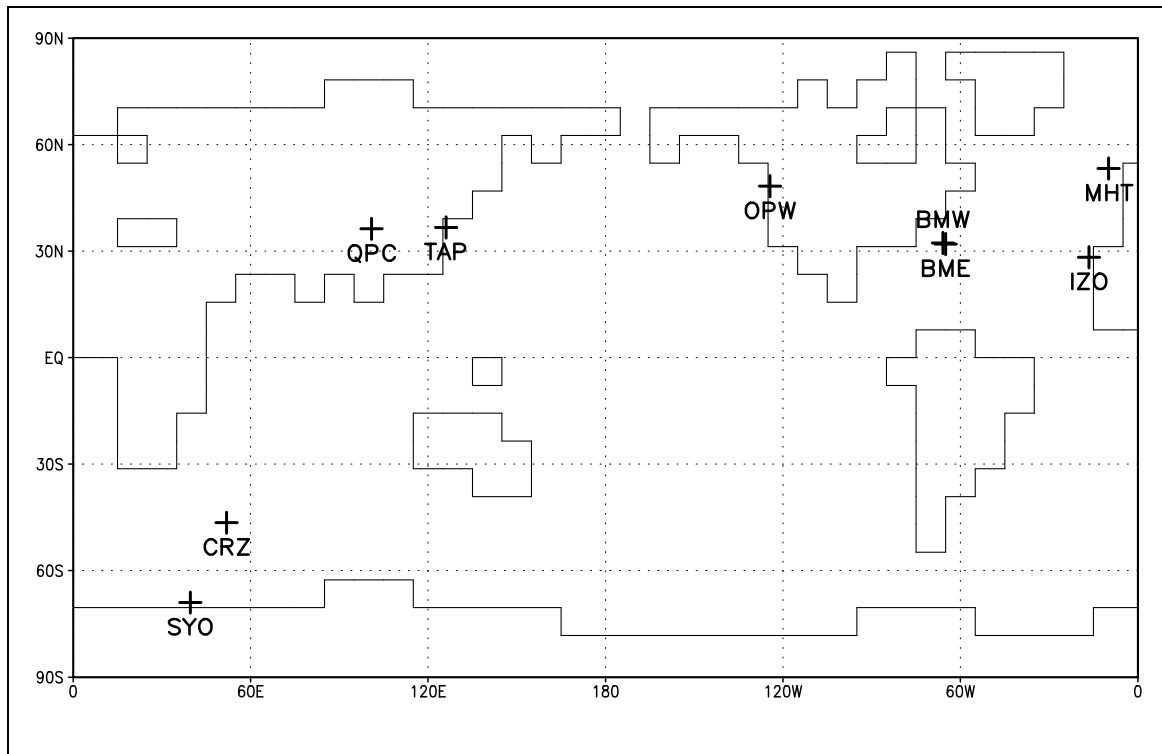 90N
60N
MHT
OPW
BMW
30N
QPC
TAP
BME
IZO
EQ
30S
CRZ
60S
SYO
90S
0
60E
120E
180
120W
60W
0